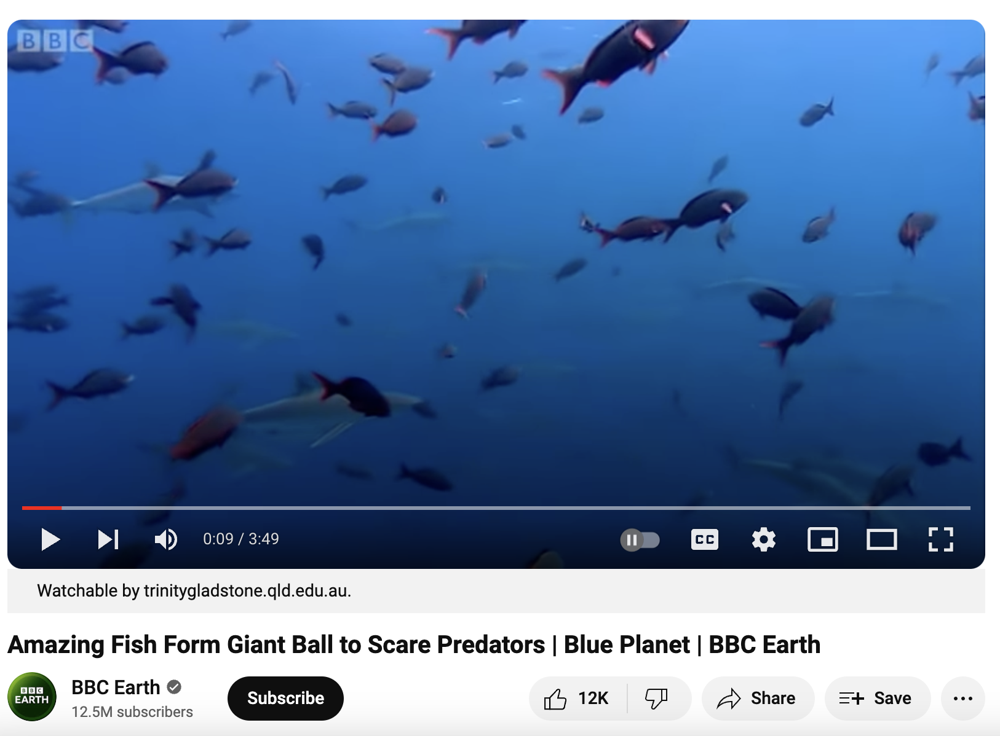 BBC
0:09 / 3:49
CC
Watchable by trinitygladstone.qld.edu.au.
Amazing Fish Form Giant Ball to Scare Predators | Blue Planet | BBC Earth
BBC
EARTH
BBC Earth
12.5M subscribers
Subscribe
12K
Share
Save